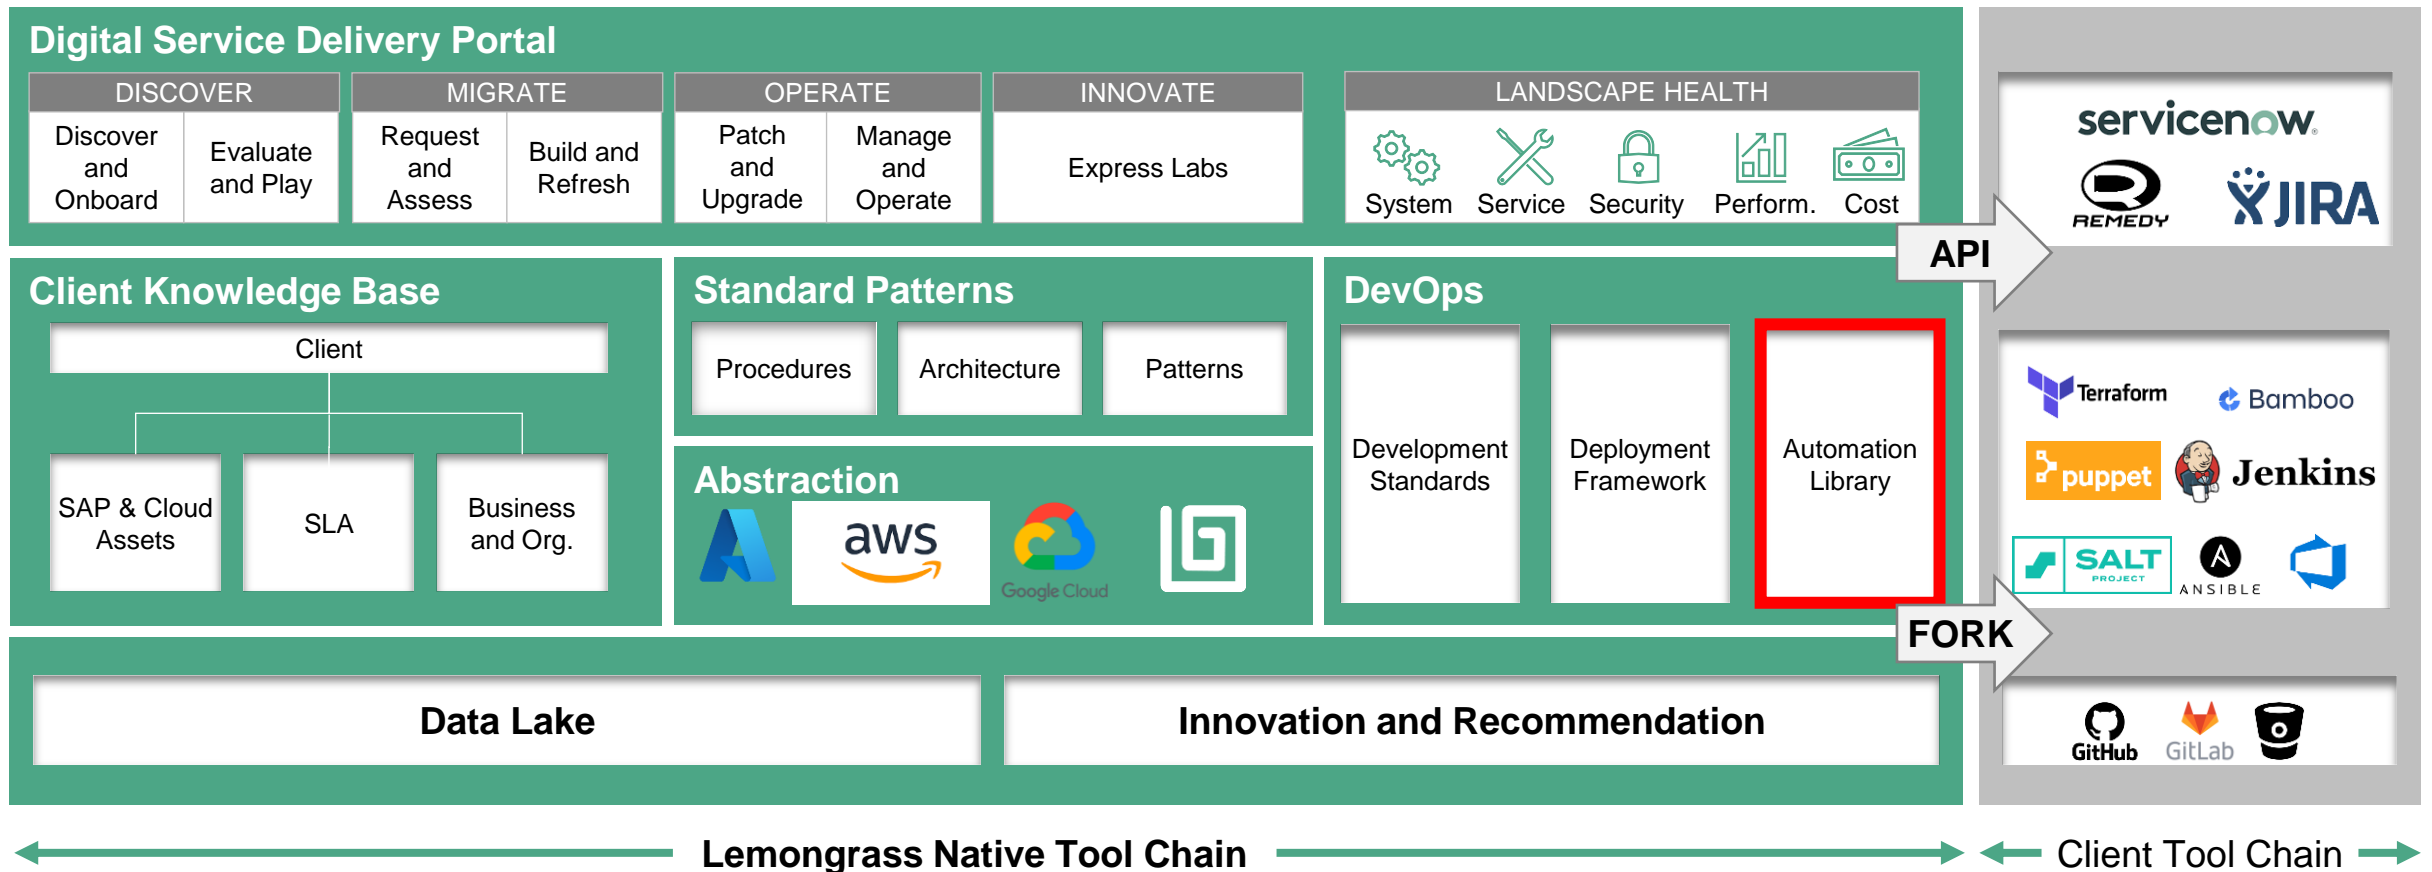 Digital Service Delivery Portal
DISCOVER
Discover
and
Onboard
Evaluate
and Play
MIGRATE
Request
and
Assess
Build and
Refresh
OPERATE
Patch
and
Upgrade
Manage
and
Operate
INNOVATE
Express Labs
LANDSCAPE HEALTH
System
Service
Security
Perform.
Cost
API
servicenow
REMEDY
JIRA
Client Knowledge Base
Client
SAP & Cloud
Assets
SLA
Business
and Org.
Standard Patterns
Procedures
Architecture
Patterns
Abstraction
aws
Google Cloud
DevOps
Development
Standards
Deployment
Framework
Automation
Library
FORK
Terraform
Bamboo
puppet
Jenkins
SALT
PROJECT
ANSIBLE
Data Lake
Innovation and Recommendation
GitHub
GitLab
Lemongrass Native Tool Chain
Client Tool Chain